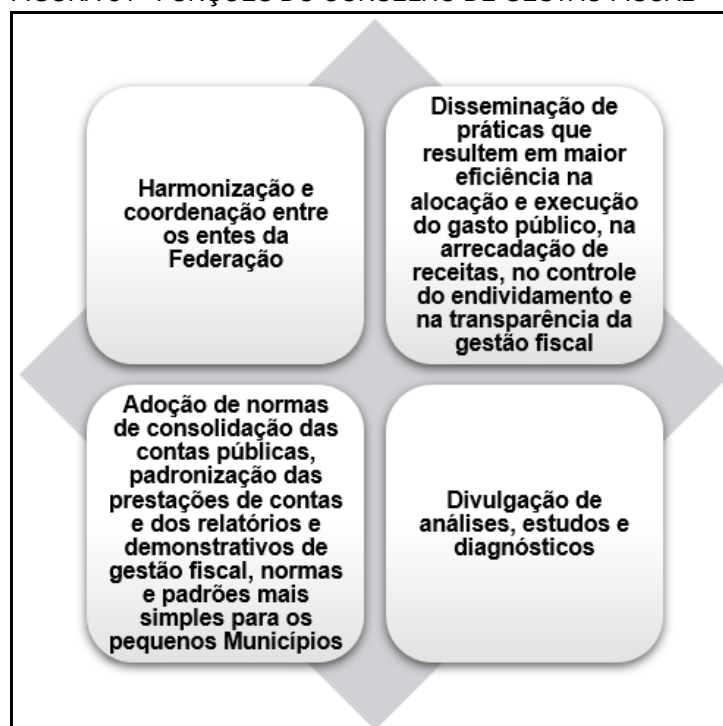 Harmonização e
coordenação entre
os entes da
Federação
Disseminação de
práticas que
resultem em maior
eficiência na
alocação e execução
do gasto público, na
arrecadação de
receitas, no controle
do endividamento e
na transparência da
gestão fiscal
Adoção de normas
de consolidação das
contas públicas,
padronização das
prestações de contas
e dos relatórios e
demonstrativos de
gestão fiscal, normas
e padrões mais
simples para os
pequenos Municípios
Divulgação de
análises, estudos e
diagnósticos